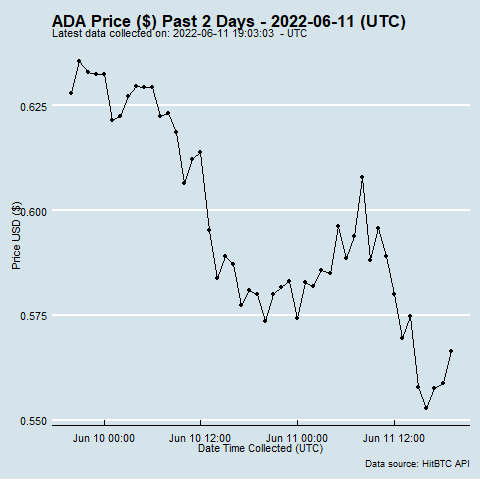 ADA Price ($) Past 2 Days - 2022-06-11 (UTC)
Latest data collected on: 2022-06-11 19:03:03  - UTC
0.625
0.600
0.575
0.550
Price USD ($)
Jun 10 00:00 Jun 10 12:00 Jun 11 00:00 Jun 11 12:00
Date Time Collected (UTC)
Data source: HitBTC API